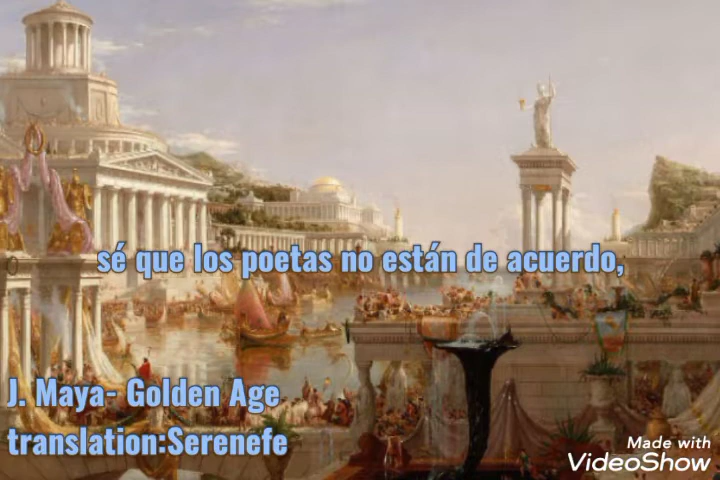 sé que los poetas no están de acuerdo,
J. Maya- Golden Age
translation:Serenefe
Made with
VideoShow